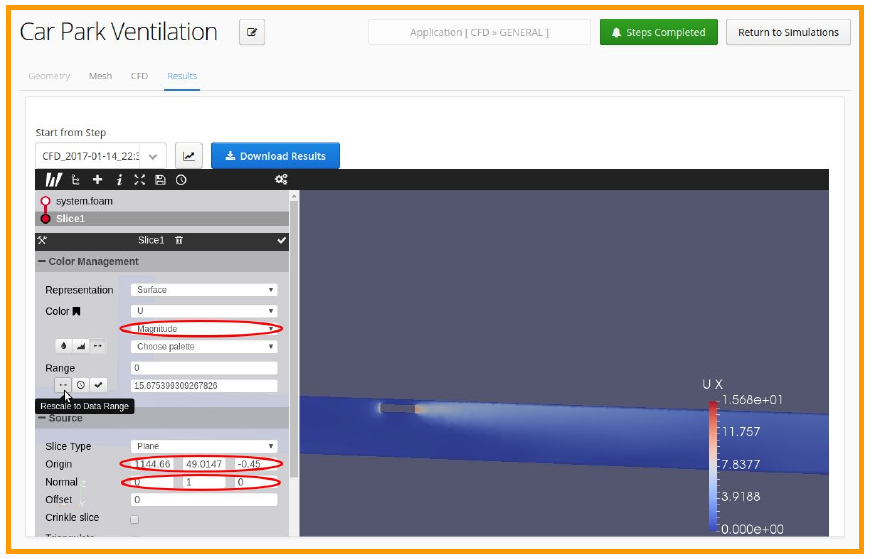 Car Park Ventilation
Application [ CFD » GENERAL ]
Steps Completed
Return to Simulations
Geometry Mesh CFD Results
Start from Step
CFD_2017-01-14_22:3
Download Results
system.foam
Slice1
Slice1
Color Management
Representation Surface
Color U
Magnitude
Choose palette
Range 0
15.675399309267826
Rescale to Data Range
Source
Slice Type Plane
Origin 1144.66 49.0147 -0.45
Normal 0 1 0
Offset 0
Crinkle slice
U X
1.568e+01
11.757
7.8377
3.9188
0.000e+00